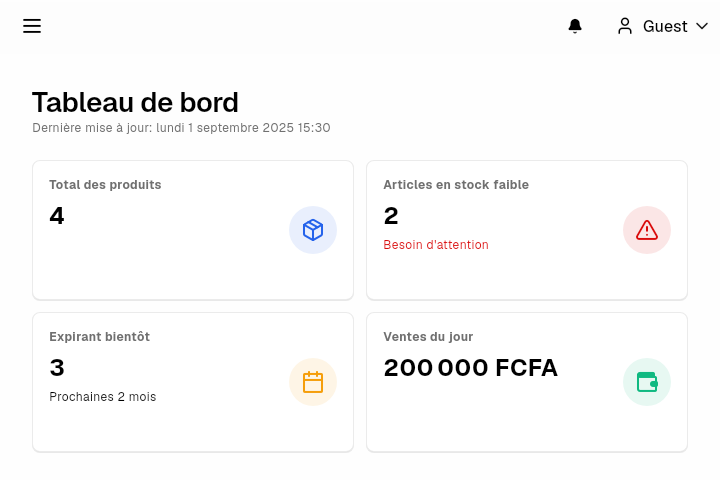 Guest
Tableau de bord
Dernière mise à jour: lundi 1 septembre 2025 15:30
Total des produits
4
Articles en stock faible
2
Besoin d'attention
Expirant bientôt
3
Prochaines 2 mois
Ventes du jour
200 000 FCFA